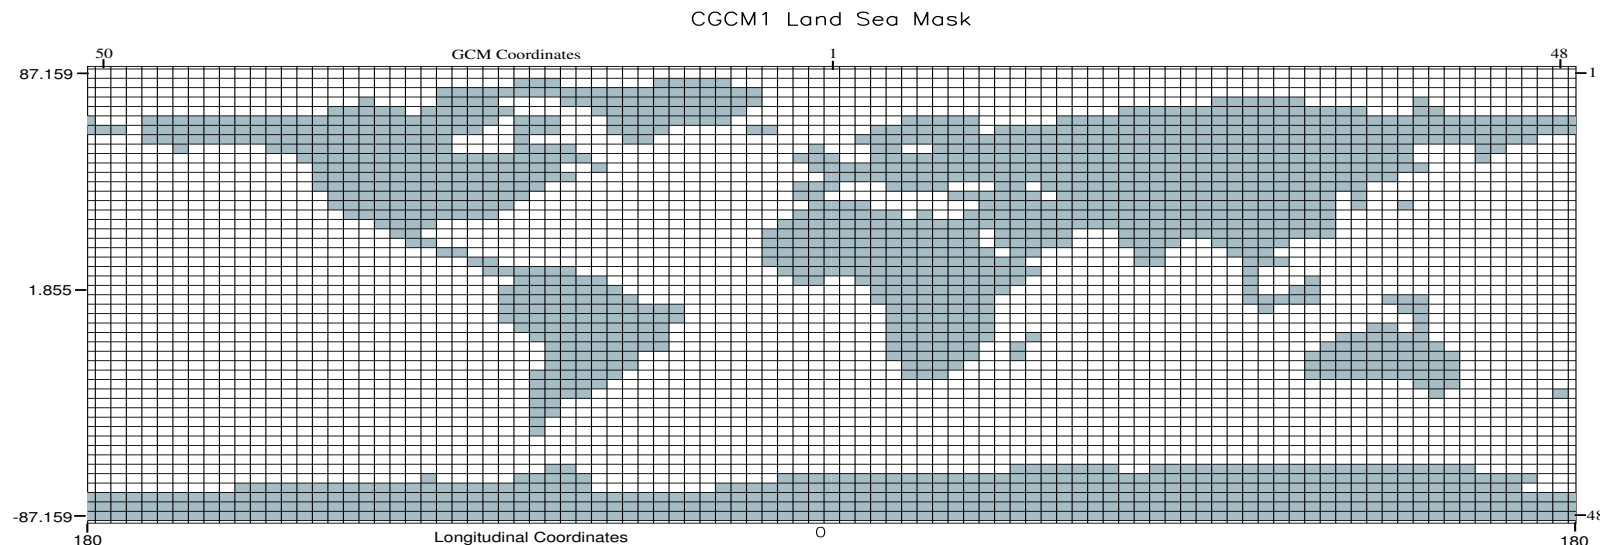 CGCM1 Land Sea Mask
50 GCM Coordinates 1 48
87.159 1
1.855
-87.159 48
180 Longitudinal Coordinates 0 180